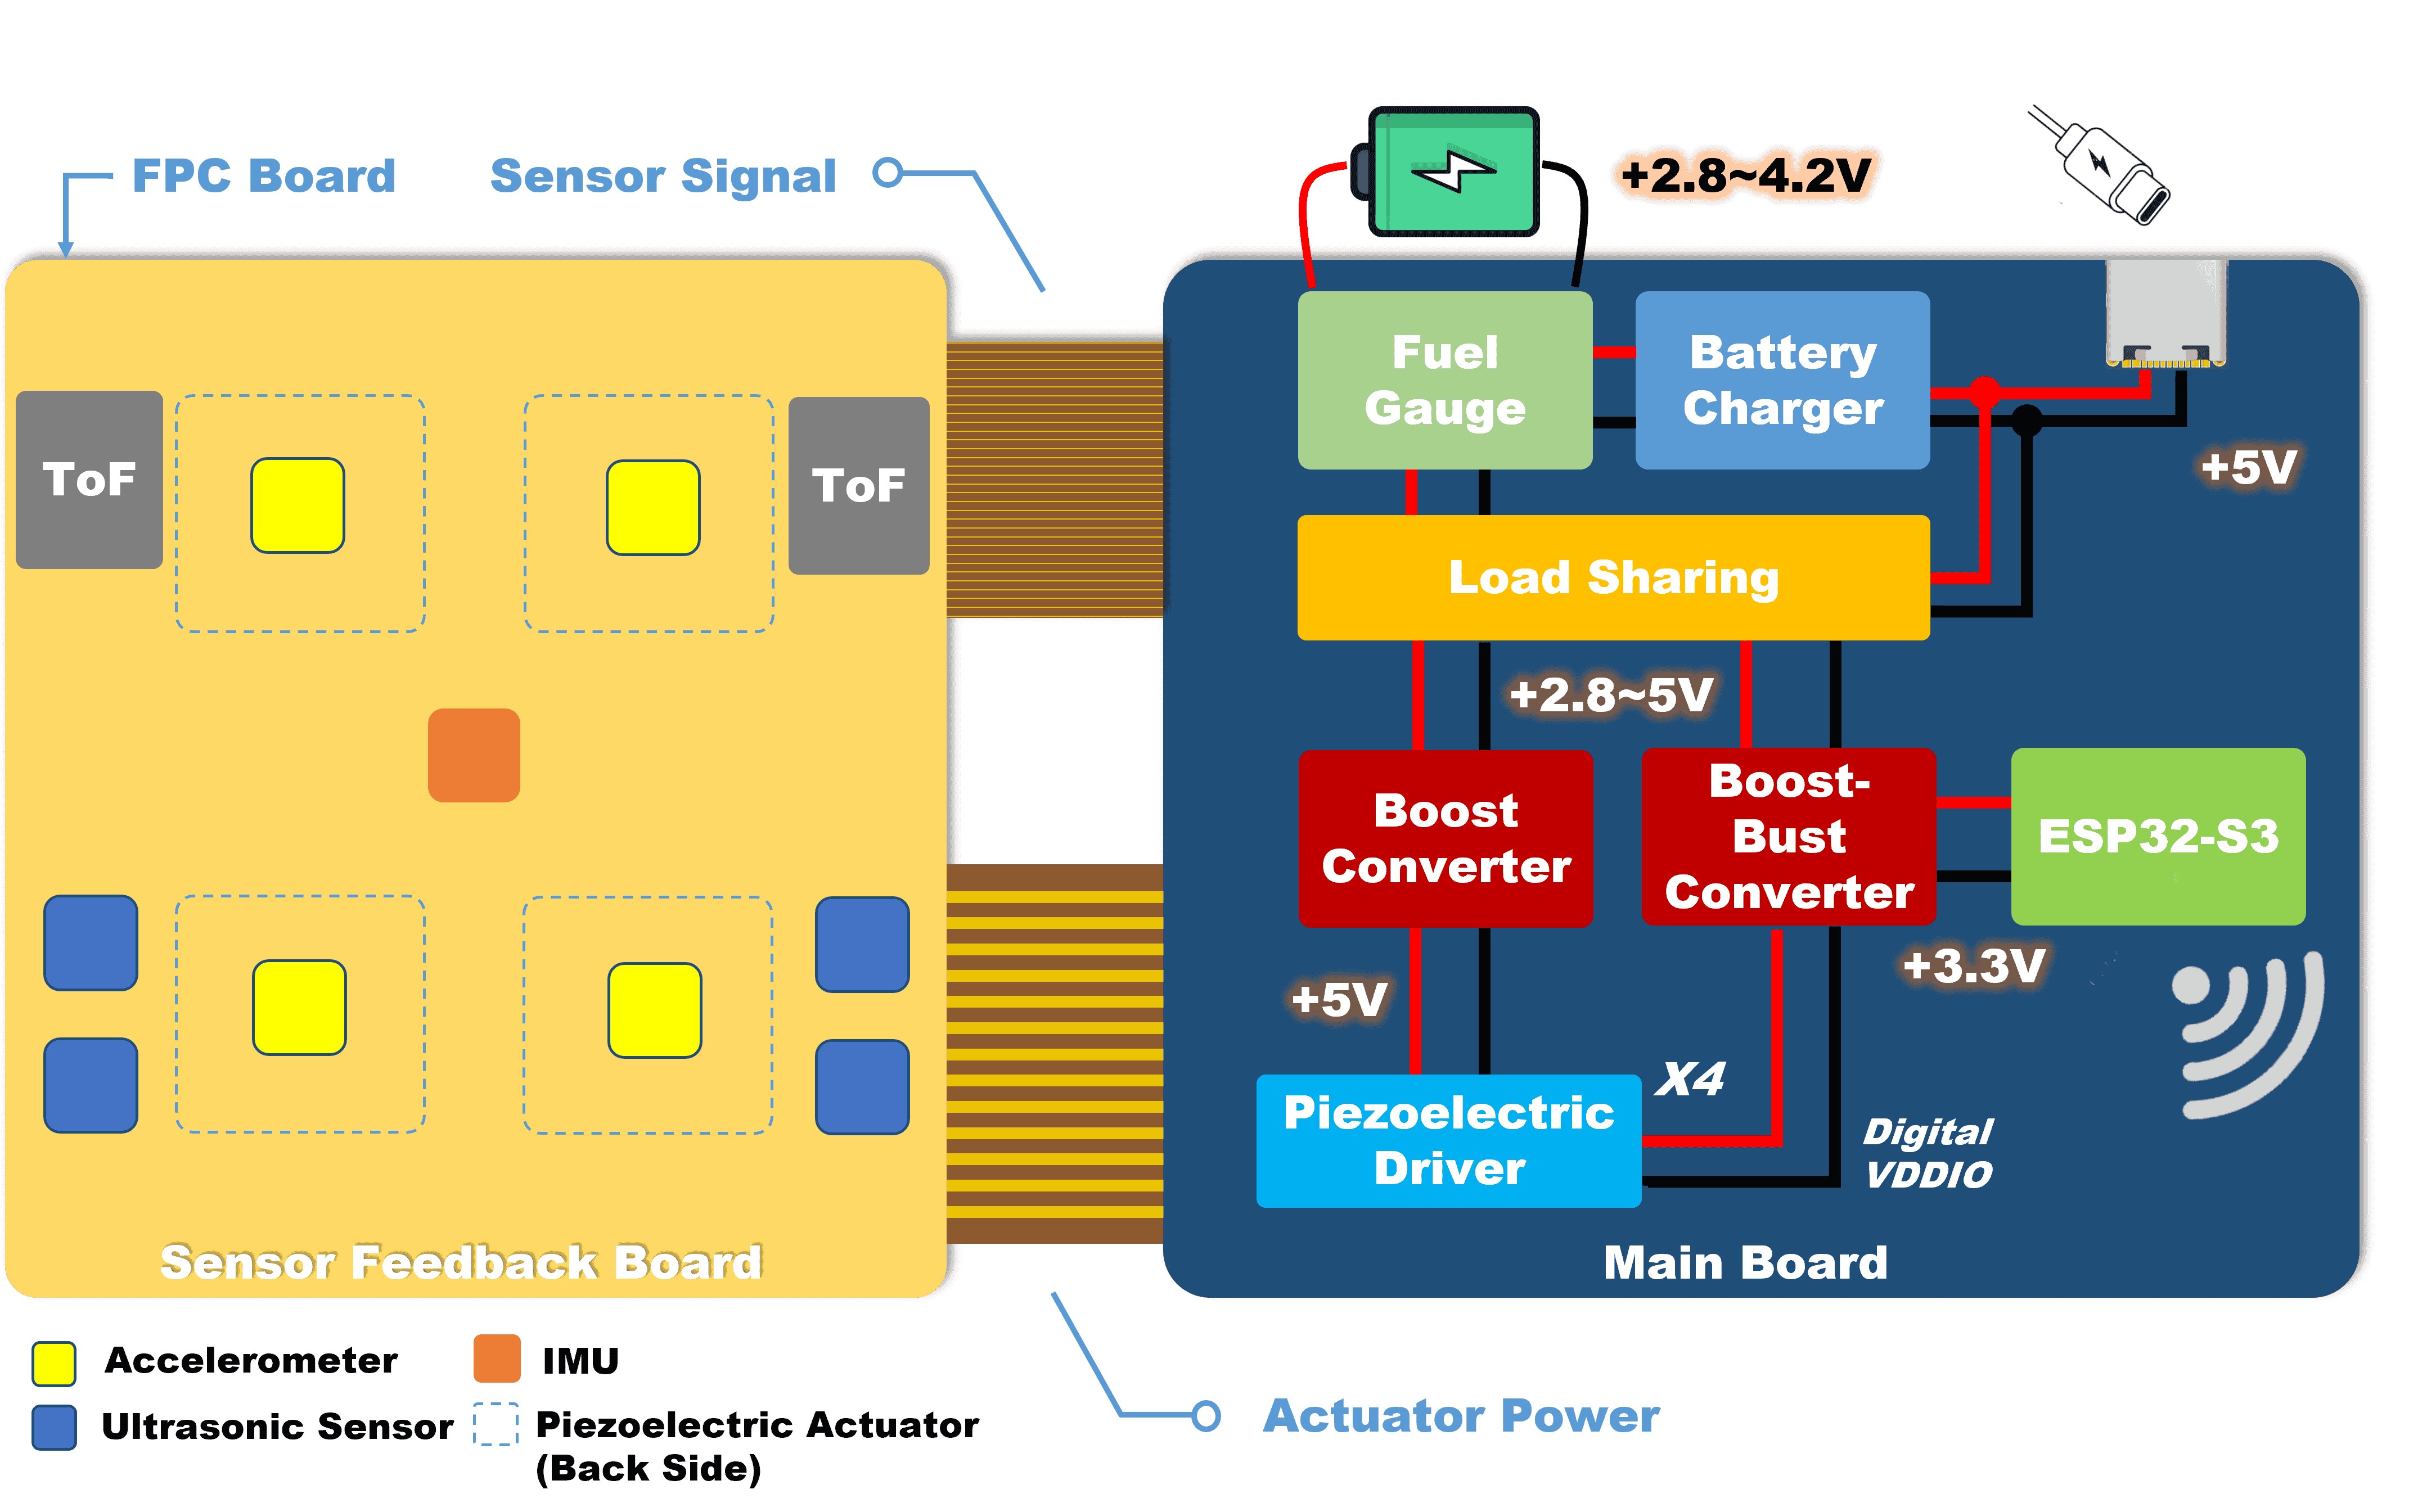 FPC Board
Sensor Signal
+2.8~4.2V
Fuel
Gauge
Battery
Charger
+5V
ToF
ToF
Load Sharing
+2.8~5V
Boost
Converter
Boost-
Bust
Converter
ESP32-S3
+5V
+3.3V
X4
Piezoelectric
Driver
Digital
VDDIO
Sensor Feedback Board
Main Board
Accelerometer
IMU
Ultrasonic Sensor
Piezoelectric Actuator
(Back Side)
Actuator Power